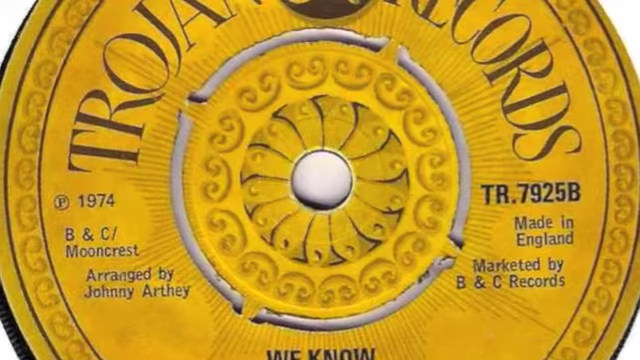 TROJAN RECORDS
℗ 1974
B & C/
Mooncrest
Arranged by
Johnny Arthey
TR.7925B
Made in
England
Marketed by
B & C Records
WE KNOW